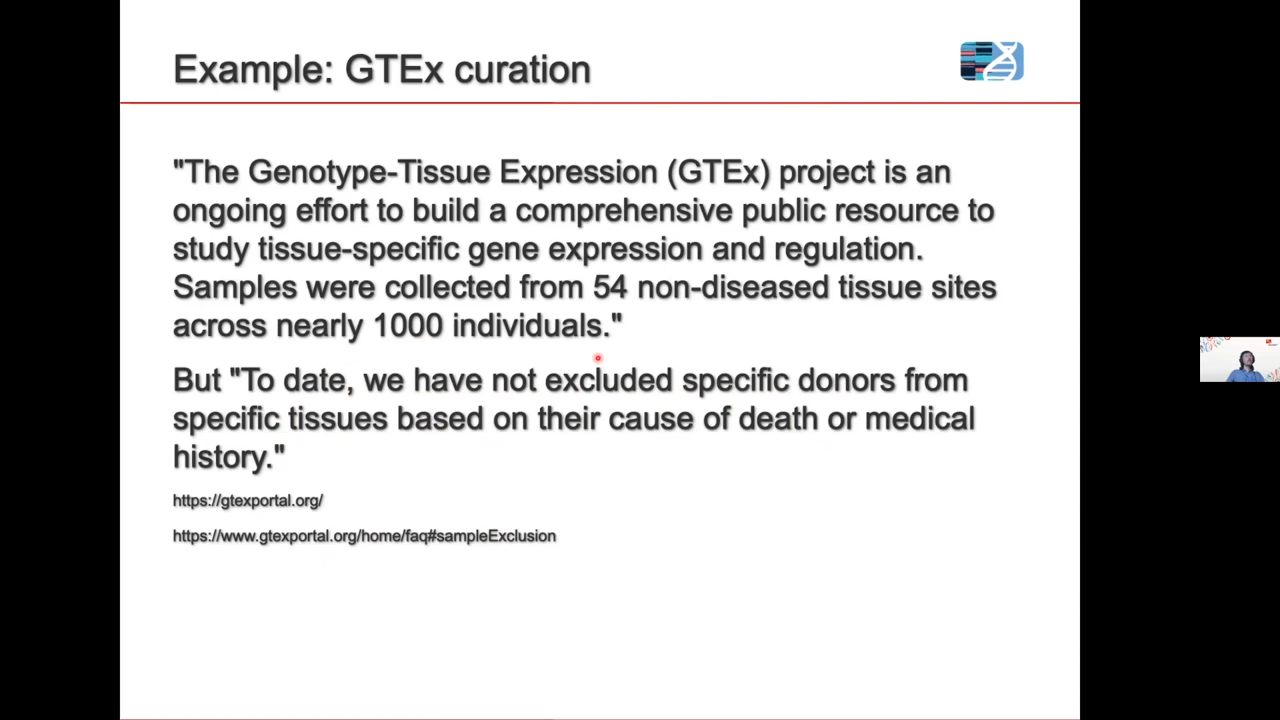 Example: GTEx curation
"The Genotype-Tissue Expression (GTEx) project is an
ongoing effort to build a comprehensive public resource to
study tissue-specific gene expression and regulation.
Samples were collected from 54 non-diseased tissue sites
across nearly 1000 individuals."
But "To date, we have not excluded specific donors from
specific tissues based on their cause of death or medical
history."
https://gtexportal.org/
https://www.gtexportal.org/home/faq#sampleExclusion